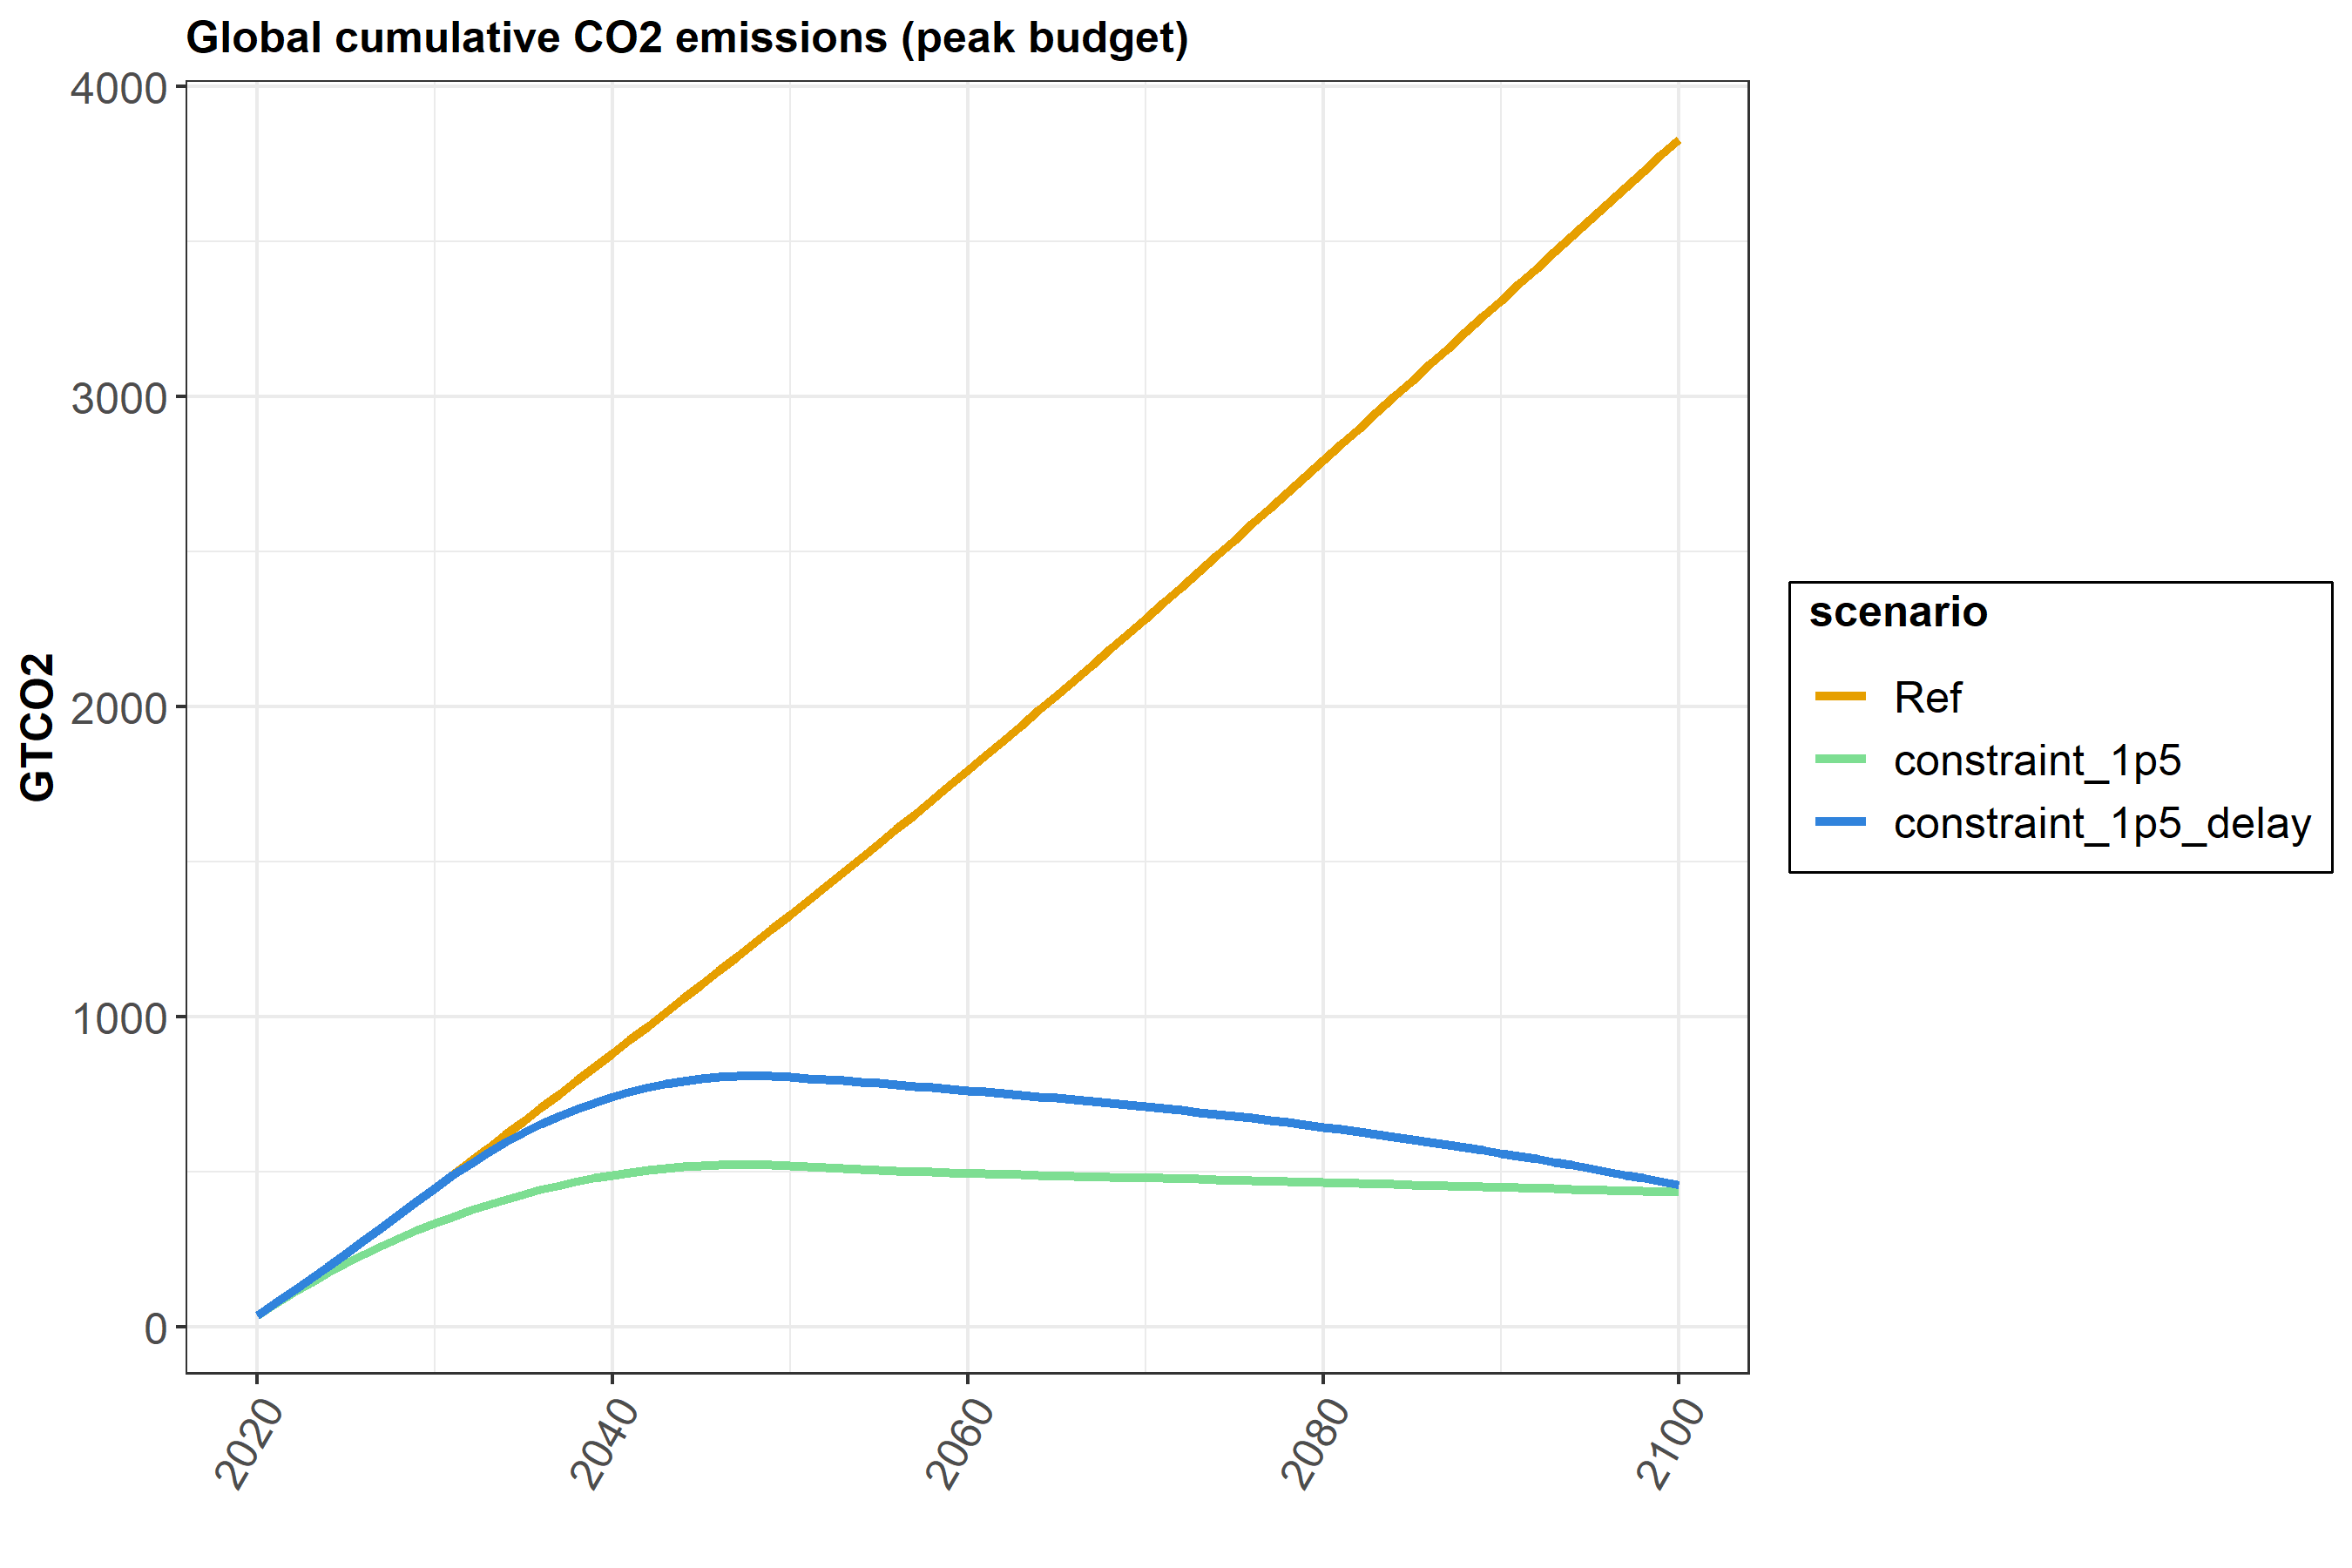 Global cumulative CO2 emissions (peak budget)
GTCO2
4000
3000
2000
1000
0
2020
2040
2060
2080
2100
scenario
Ref
constraint_1p5
constraint_1p5_delay